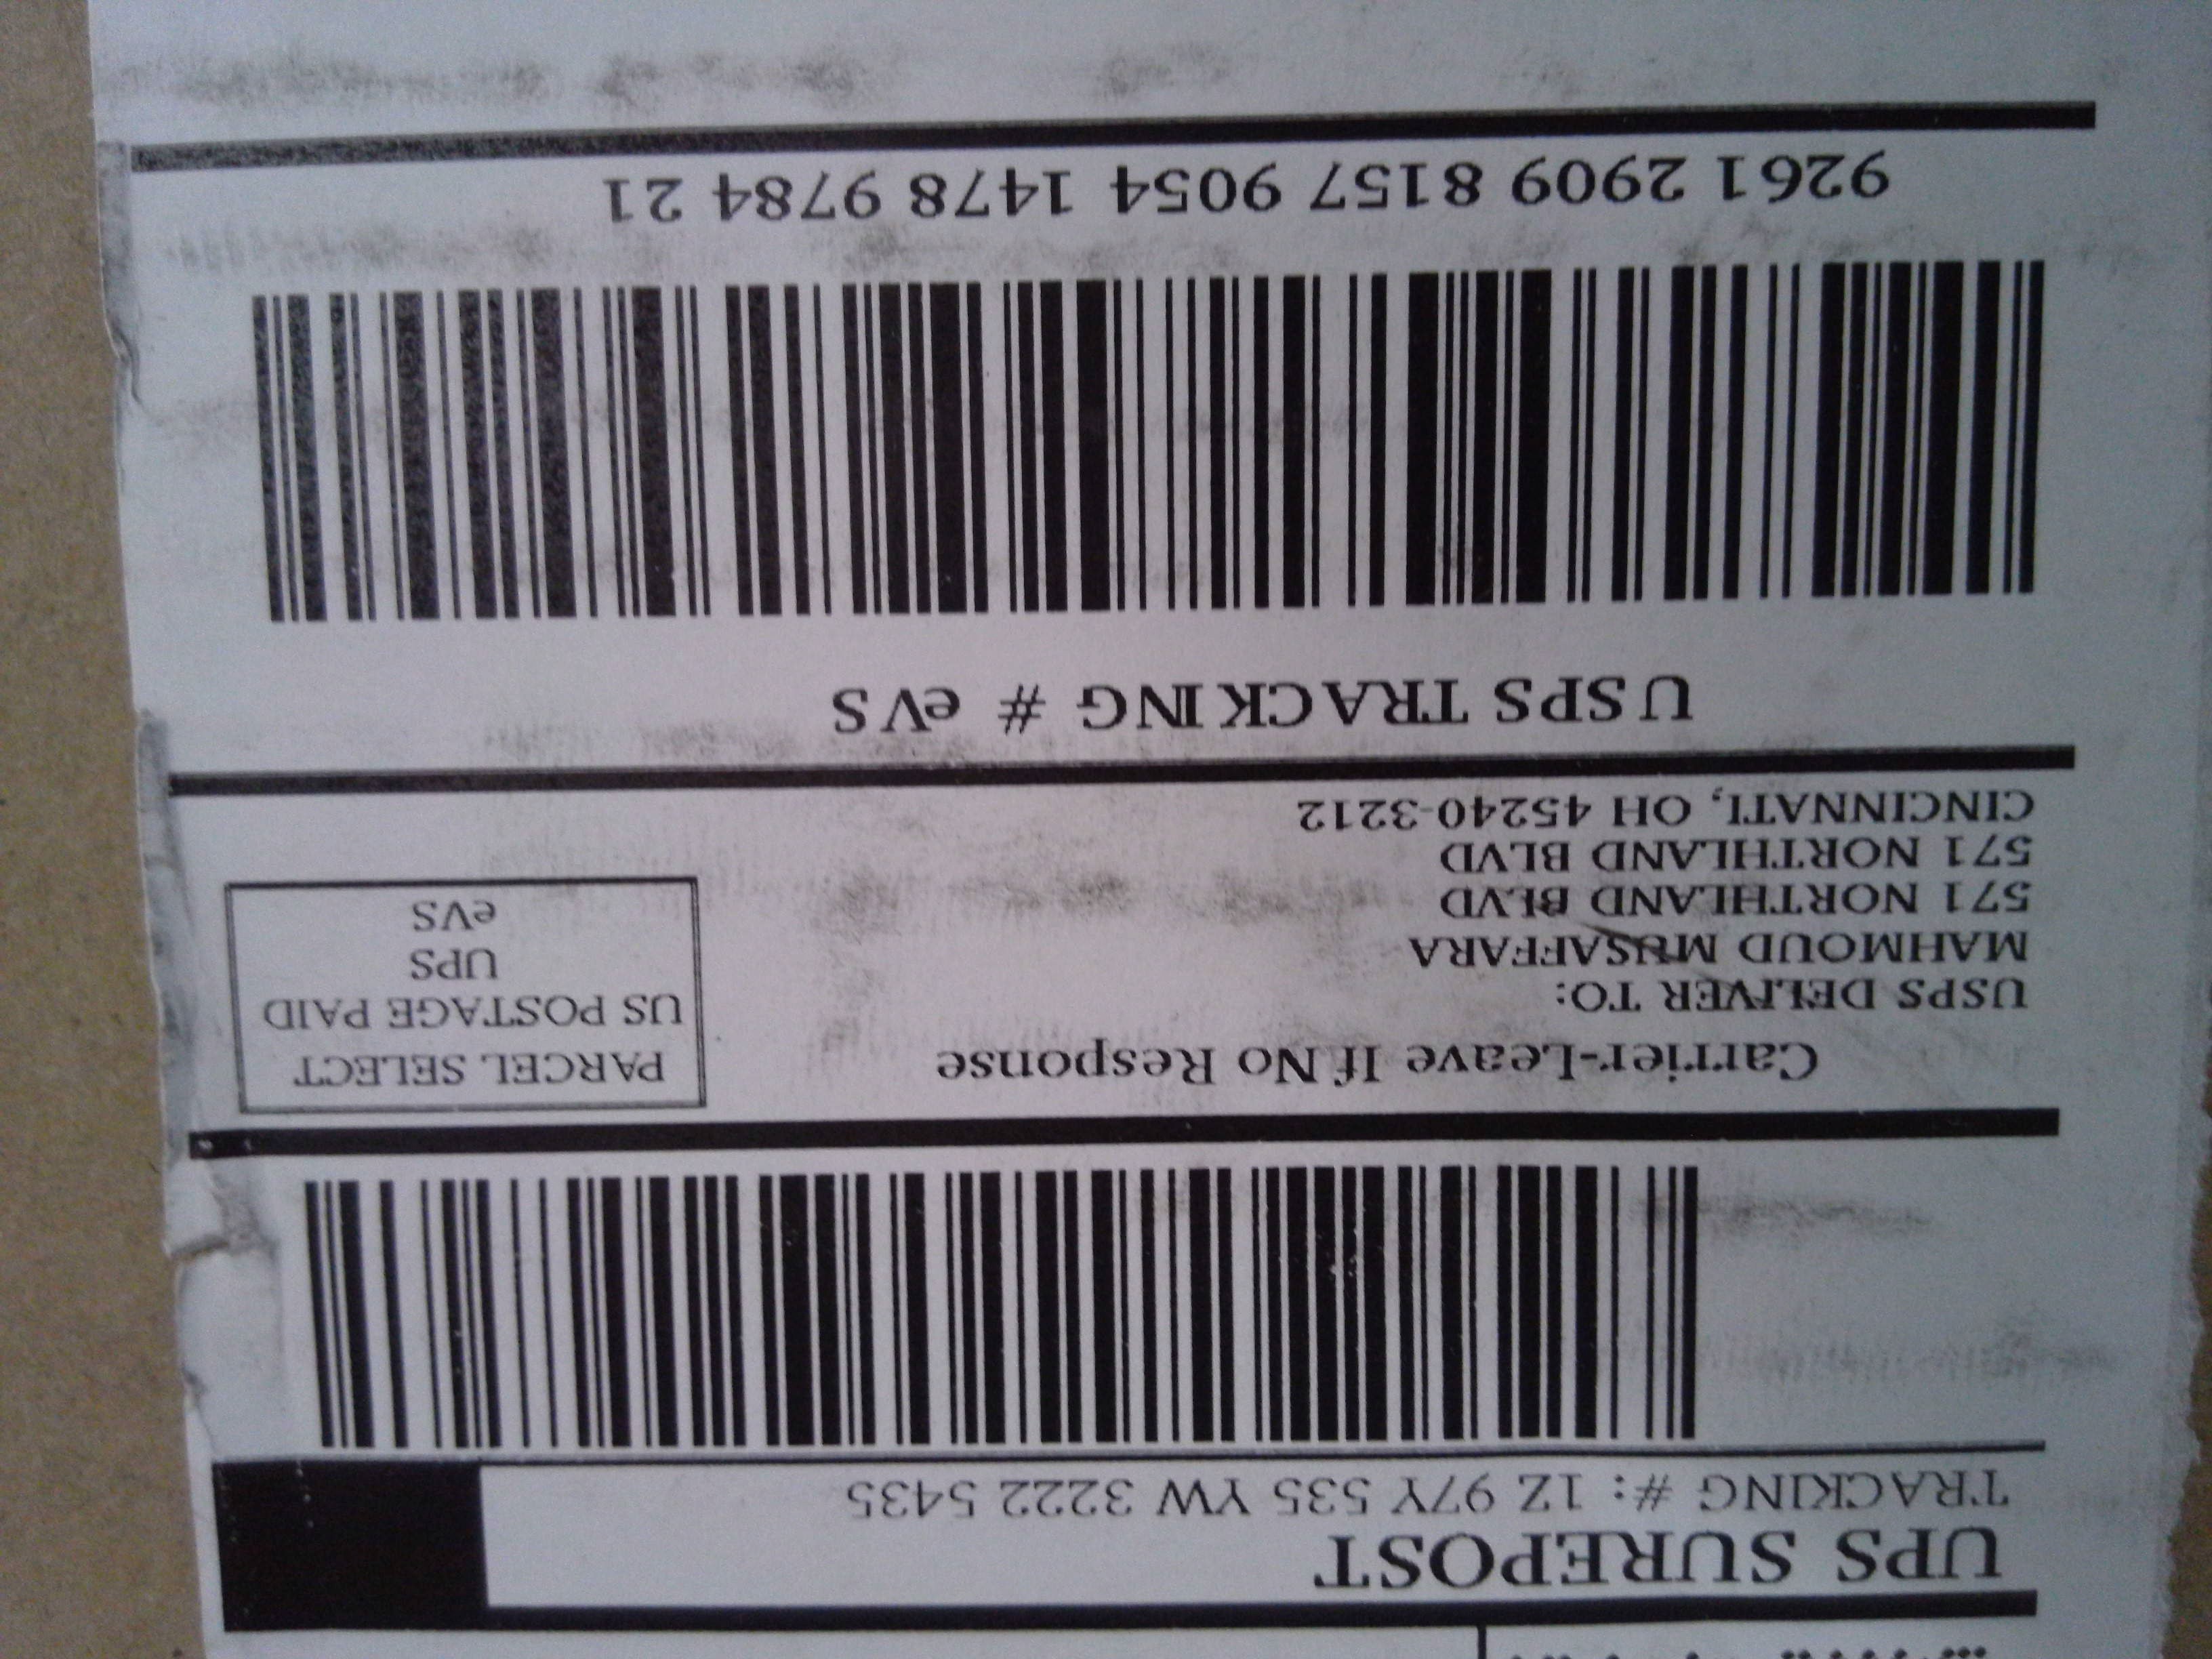 UPS SUREPOST
TRACKING #: 1Z 97Y 535 YW 3222 5435
Carrier-Leave If No Response
USPS DELIVER TO:
MAHMOUD MUSAFFARA
571 NORTHLAND BLVD
571 NORTHLAND BLVD
CINCINNATI, OH 45240-3212
PARCEL SELECT
US POSTAGE PAID
UPS
eVS
USPS TRACKING # eVS
9261 2909 8157 9054 1478 9784 21